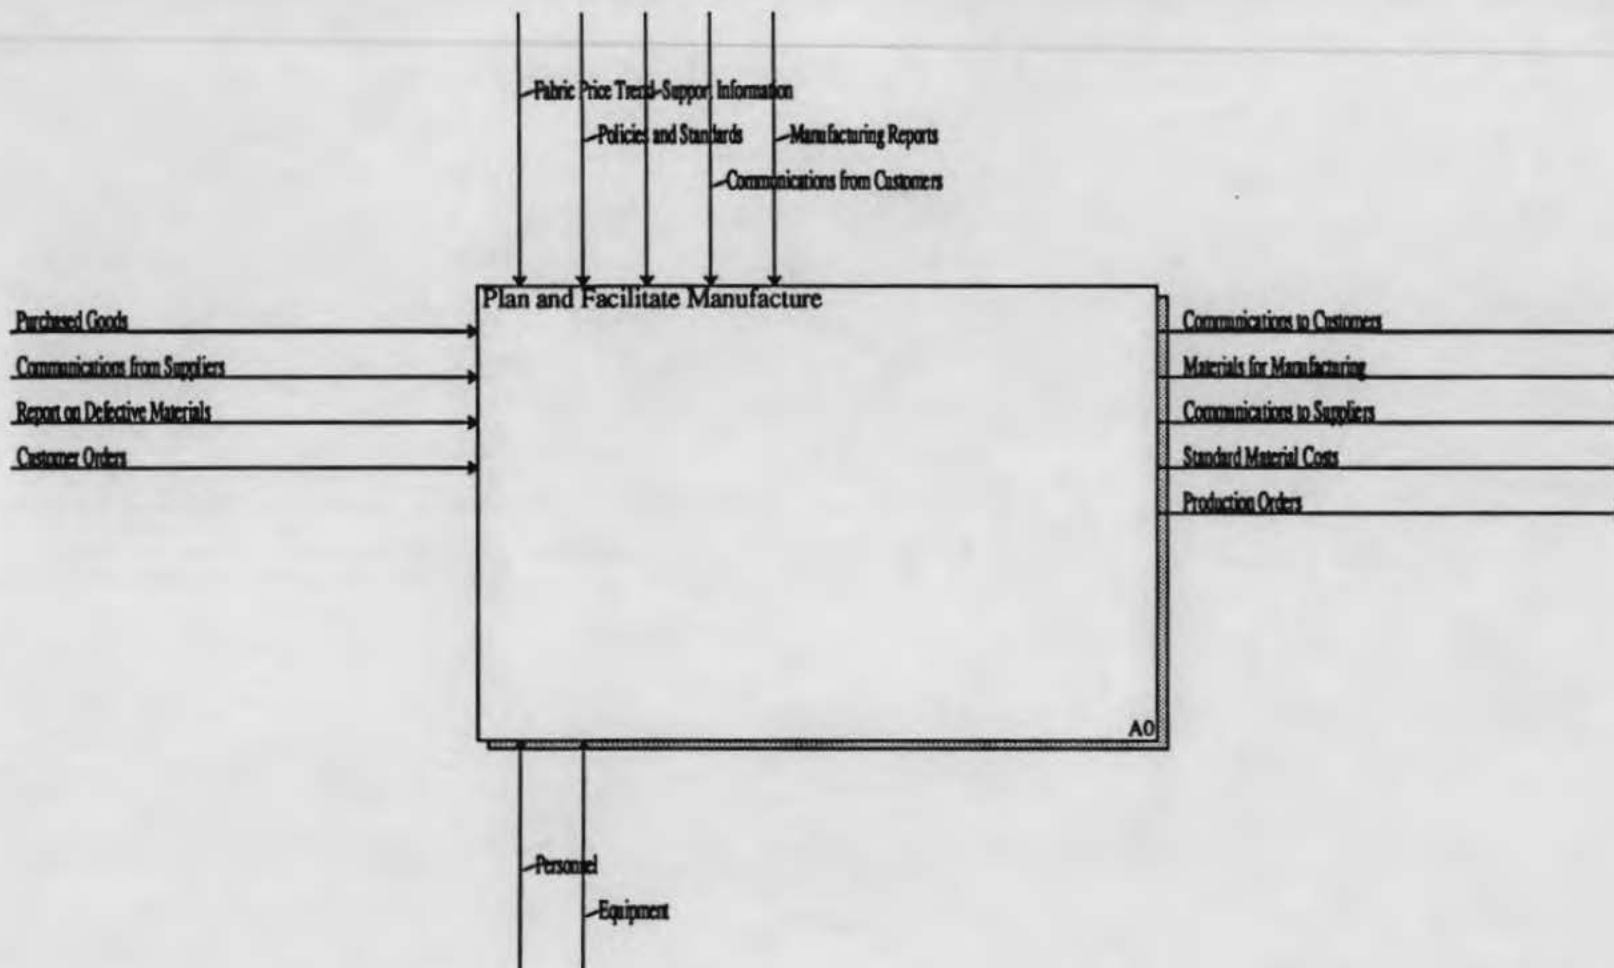 Fabric Price Trend Support Information
Policies and Standards
Manufacturing Reports
Communications from Customers
Plan and Facilitate Manufacture
Purchased Goods
Communications to Customers
Communications from Suppliers
Materials for Manufacturing
Report on Defective Materials
Communications to Suppliers
Customer Orders
Standard Material Costs
Production Orders
A0
Personnel
Equipment